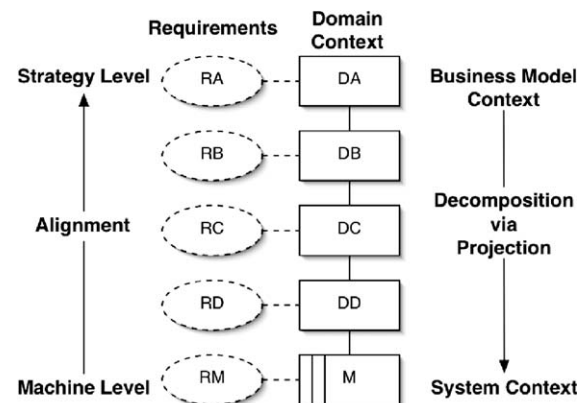 Requirements
Domain
Context
Strategy Level
RA
DA
Business Model
Context
RB
DB
Alignment
RC
DC
Decomposition
via
Projection
RD
DD
Machine Level
RM
M
System Context